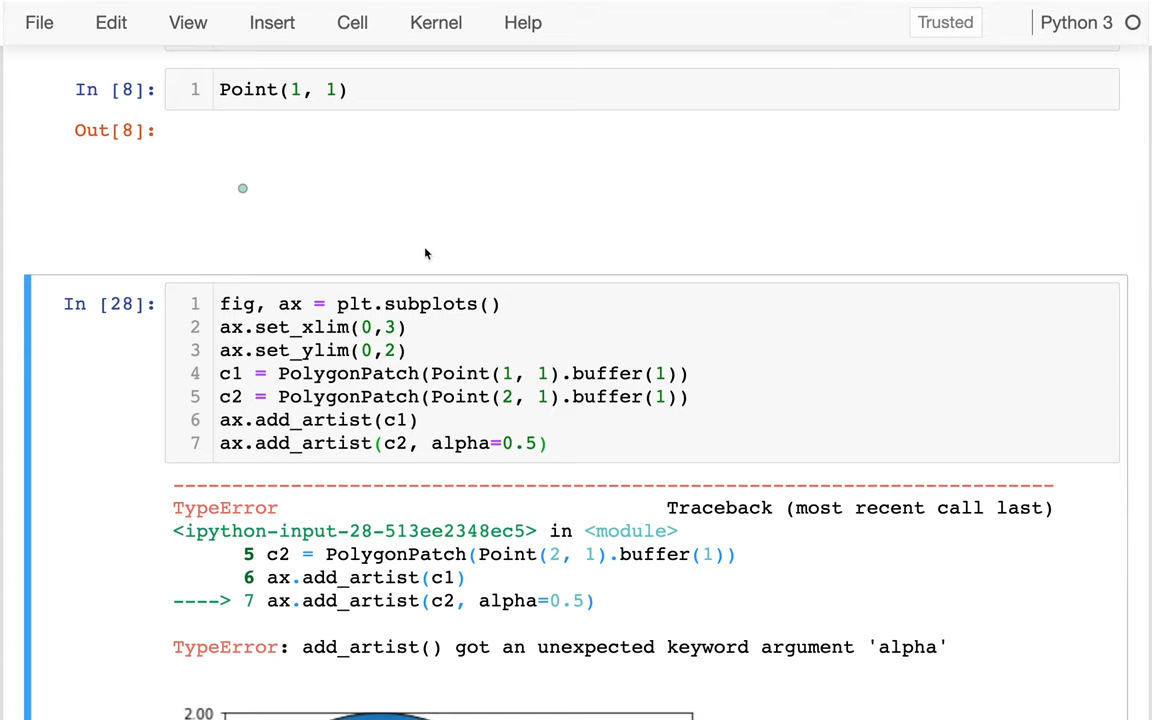 File Edit View Insert Cell Kernel Help Trusted Python 3
In [8]: 1 Point(1, 1)
Out[8]:
In [28]: 1 fig, ax = plt.subplots()
2 ax.set_xlim(0,3)
3 ax.set_ylim(0,2)
4 c1 = PolygonPatch(Point(1, 1).buffer(1))
5 c2 = PolygonPatch(Point(2, 1).buffer(1))
6 ax.add_artist(c1)
7 ax.add_artist(c2, alpha=0.5)
---------------------------------------------------------------------------
TypeError Traceback (most recent call last)
<ipython-input-28-513ee2348ec5> in <module>
5 c2 = PolygonPatch(Point(2, 1).buffer(1))
6 ax.add_artist(c1)
----> 7 ax.add_artist(c2, alpha=0.5)
TypeError: add_artist() got an unexpected keyword argument 'alpha'
2.00